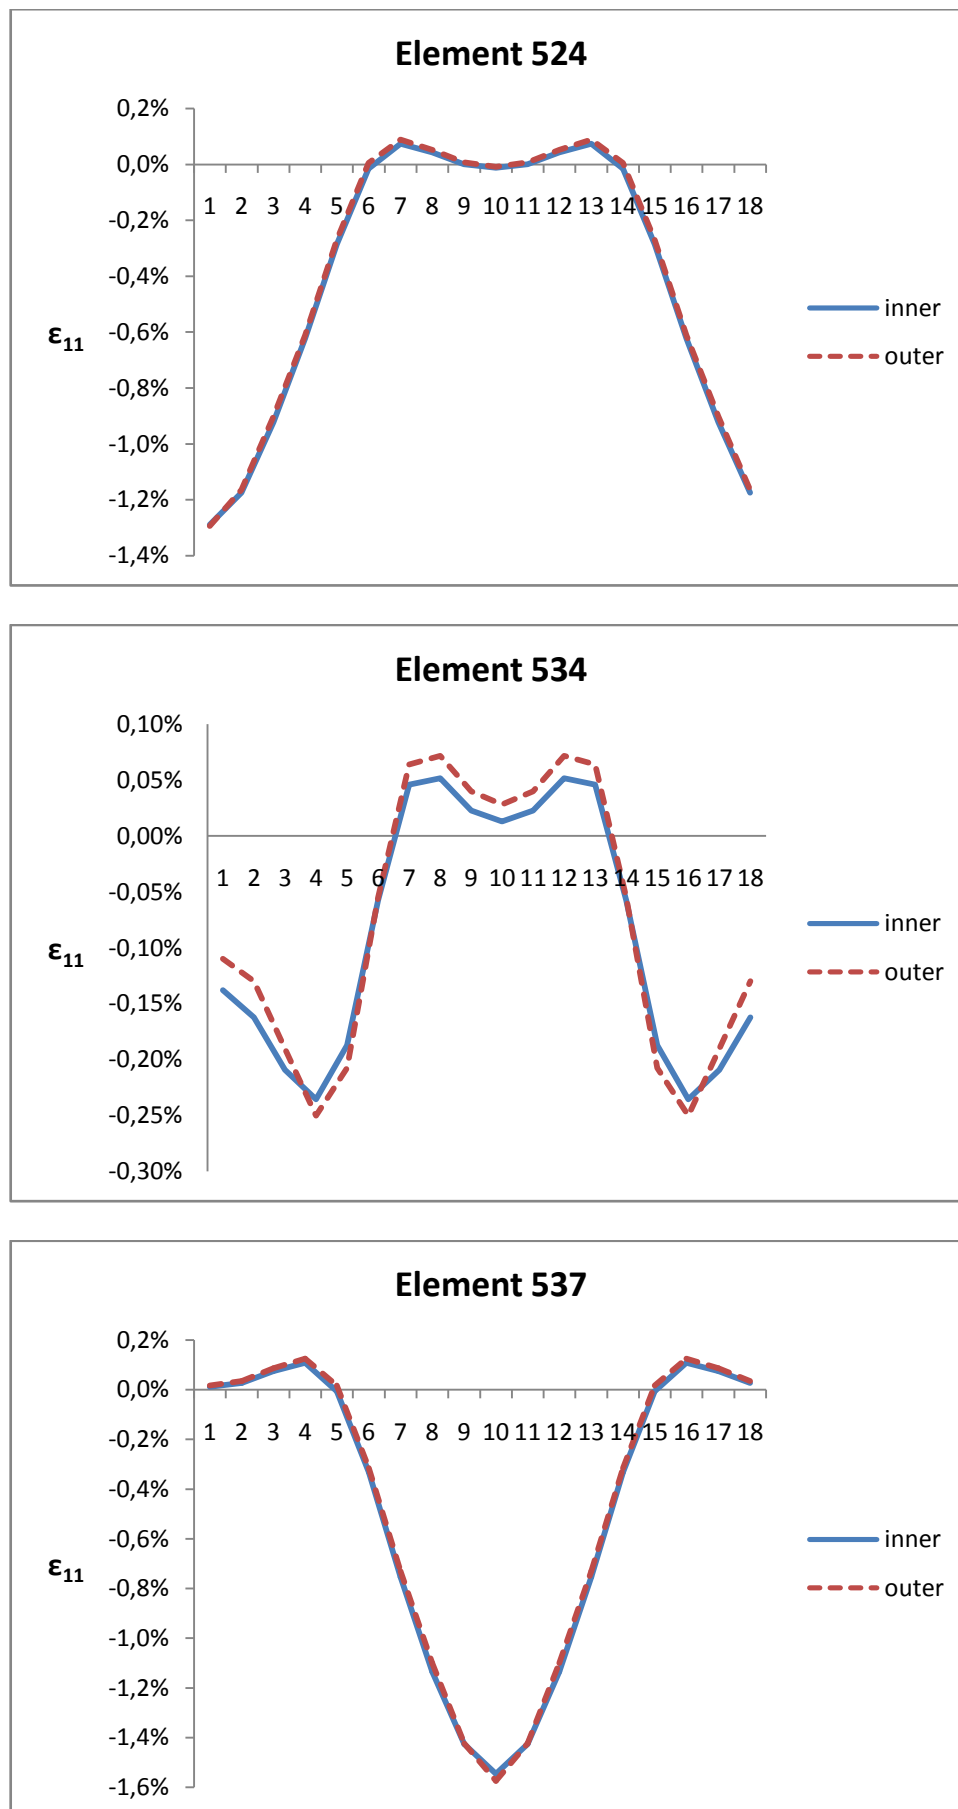 Element 524
0,2%
0,0%
-0,2%
-0,4%
-0,6%
-0,8%
-1,0%
-1,2%
-1,4%
1 2 3 4 5 6 7 8 9 10 11 12 13 14 15 16 17 18
ε11
inner
outer
Element 534
0,10%
0,05%
0,00%
-0,05%
-0,10%
-0,15%
-0,20%
-0,25%
-0,30%
1 2 3 4 5 6 7 8 9 10 11 12 13 14 15 16 17 18
ε11
inner
outer
Element 537
0,2%
0,0%
-0,2%
-0,4%
-0,6%
-0,8%
-1,0%
-1,2%
-1,4%
-1,6%
1 2 3 4 5 6 7 8 9 10 11 12 13 14 15 16 17 18
ε11
inner
outer